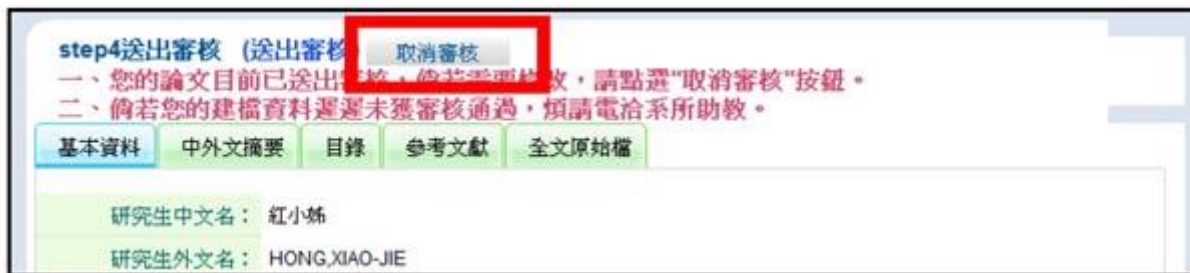 step4送出審核 (送出審核) 取消審核
一、您的論文目前已送出審核，倘若需要修改，請點選"取消審核"按鈕。
二、倘若您的建檔資料遲遲未獲審核通過，煩請電洽系所助教。
基本資料 中外文摘要 目錄 參考文獻 全文原始檔
研究生中文名： 紅小姊
研究生外文名： HONG,XIAO-JIE